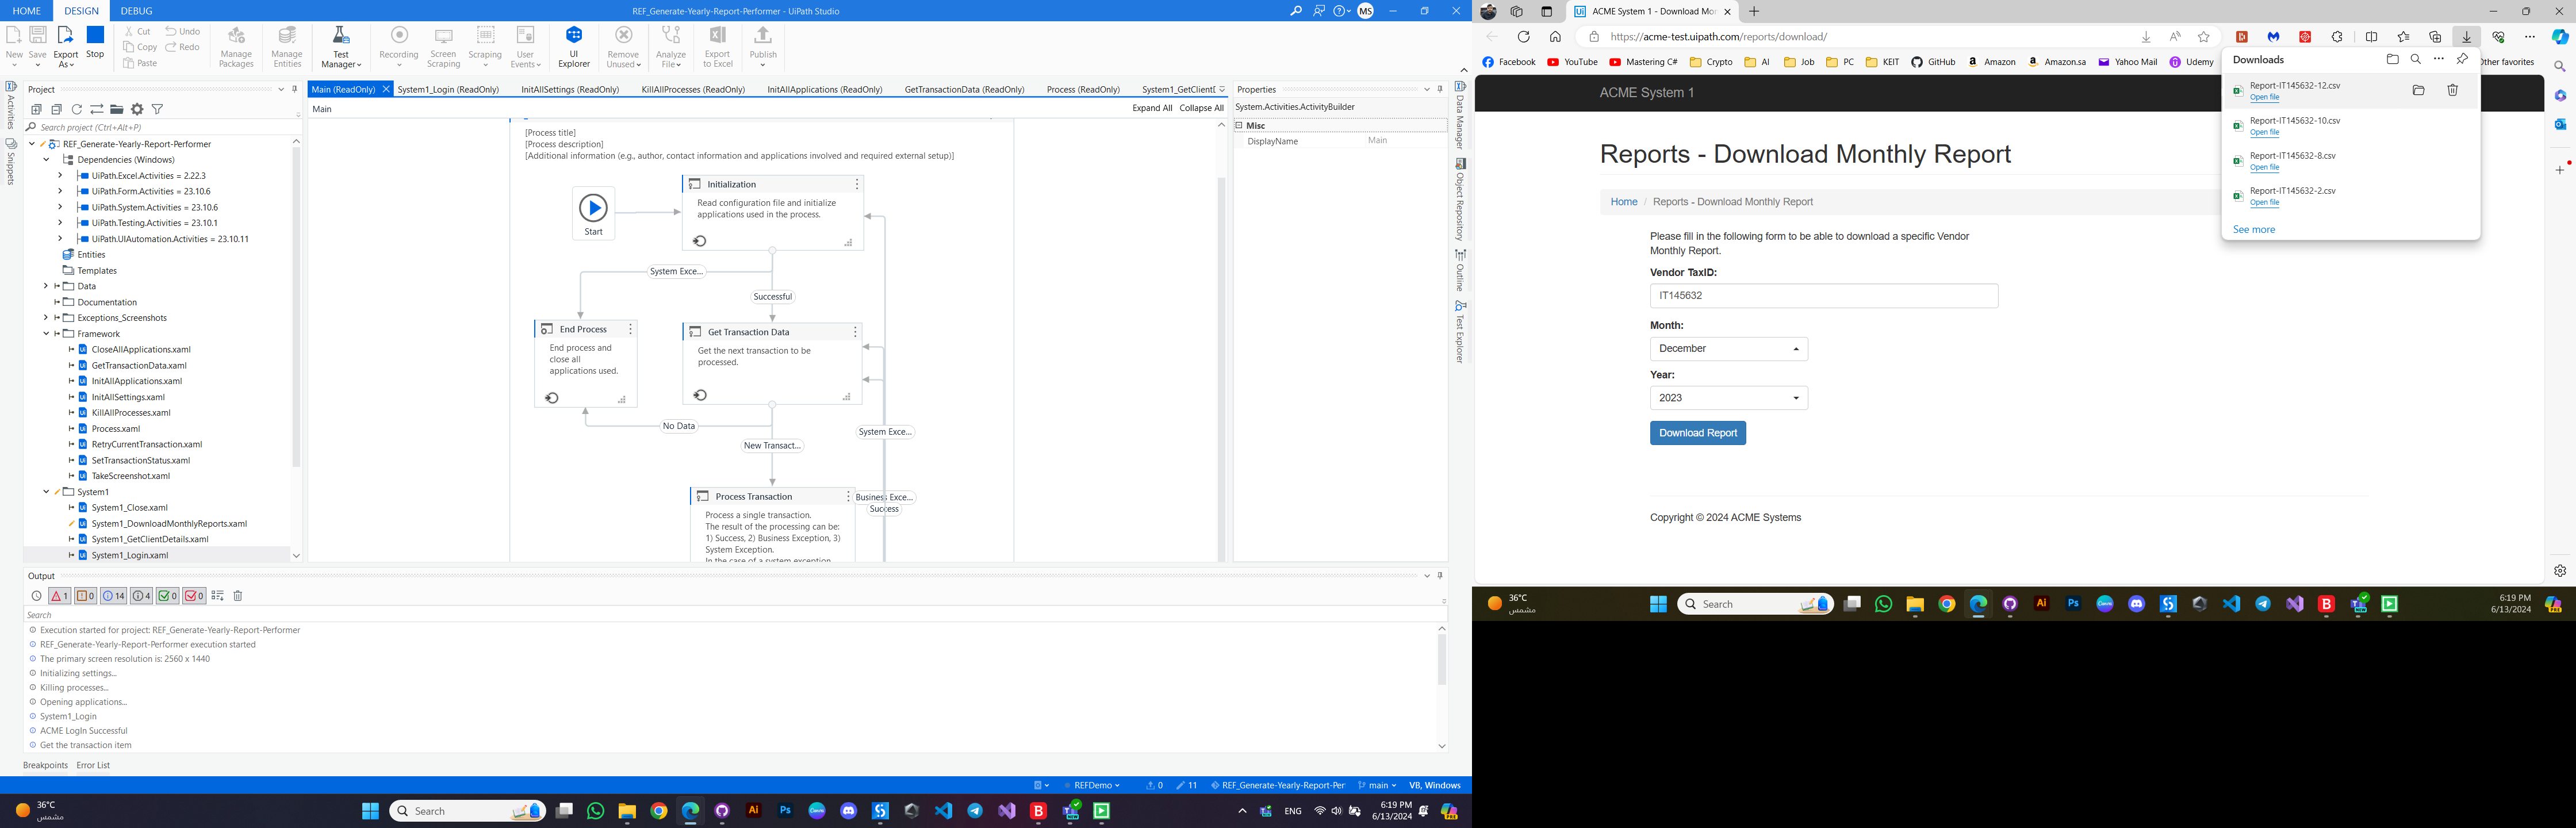 HOME DESIGN DEBUG
REF_Generate-Yearly-Report-Performer - UiPath Studio
MS
New Save Export As Stop
Cut Copy Paste Undo Redo
Manage Packages
Manage Entities
Test Manager
Recording
Screen Scraping
Scraping
User Events
UI Explorer
Remove Unused
Analyze File
Export to Excel
Publish
Activities
Snippets
Project
Search project (Ctrl+Alt+P)
REF_Generate-Yearly-Report-Performer
Dependencies (Windows)
UiPath.Excel.Activities = 2.22.3
UiPath.Form.Activities = 23.10.6
UiPath.System.Activities = 23.10.6
UiPath.Testing.Activities = 23.10.1
UiPath.UIAutomation.Activities = 23.10.11
Entities
Templates
Data
Documentation
Exceptions_Screenshots
Framework
CloseAllApplications.xaml
GetTransactionData.xaml
InitAllApplications.xaml
InitAllSettings.xaml
KillAllProcesses.xaml
Process.xaml
RetryCurrentTransaction.xaml
SetTransactionStatus.xaml
TakeScreenshot.xaml
System1
System1_Close.xaml
System1_DownloadMonthlyReports.xaml
System1_GetClientDetails.xaml
System1_Login.xaml
Main (ReadOnly) System1_Login (ReadOnly) InitAllSettings (ReadOnly) KillAllProcesses (ReadOnly) InitAllApplications (ReadOnly) GetTransactionData (ReadOnly) Process (ReadOnly) System1_GetClientD
Main
Expand All Collapse All
[Process title]
[Process description]
[Additional information (e.g., author, contact information and applications involved and required external setup)]
Start
Initialization
Read configuration file and initialize
applications used in the process.
System Exce...
Successful
End Process
End process and
close all
applications used.
Get Transaction Data
Get the next transaction to be
processed.
No Data
New Transact...
System Exce...
Process Transaction
Process a single transaction.
The result of the processing can be:
1) Success, 2) Business Exception, 3)
System Exception.
In the case of a system exception
Business Exce...
Success
Properties
System.Activities.ActivityBuilder
Misc
DisplayName Main
Data Manager
Object Repository
Outline
Test Explorer
Output
1 0 14 4 0 0
Search
Execution started for project: REF_Generate-Yearly-Report-Performer
REF_Generate-Yearly-Report-Performer execution started
The primary screen resolution is: 2560 x 1440
Initializing settings...
Killing processes...
Opening applications...
System1_Login
ACME LogIn Successful
Get the transaction item
Breakpoints Error List
REFDemo 0 11 REF_Generate-Yearly-Report-Per main VB, Windows
36°C
مشمس
Search
ENG
6:19 PM
6/13/2024
ACME System 1 - Download Mor
https://acme-test.uipath.com/reports/download/
Facebook YouTube Mastering C# Crypto AI Job PC KEIT GitHub Amazon Amazon.sa Yahoo Mail Udemy
Other favorites
Downloads
Report-IT145632-12.csv
Open file
Report-IT145632-10.csv
Open file
Report-IT145632-8.csv
Open file
Report-IT145632-2.csv
Open file
See more
ACME System 1
Reports - Download Monthly Report
Home / Reports - Download Monthly Report
Please fill in the following form to be able to download a specific Vendor
Monthly Report.
Vendor TaxID:
IT145632
Month:
December
Year:
2023
Download Report
Copyright © 2024 ACME Systems
36°C
مشمس
Search
6:19 PM
6/13/2024